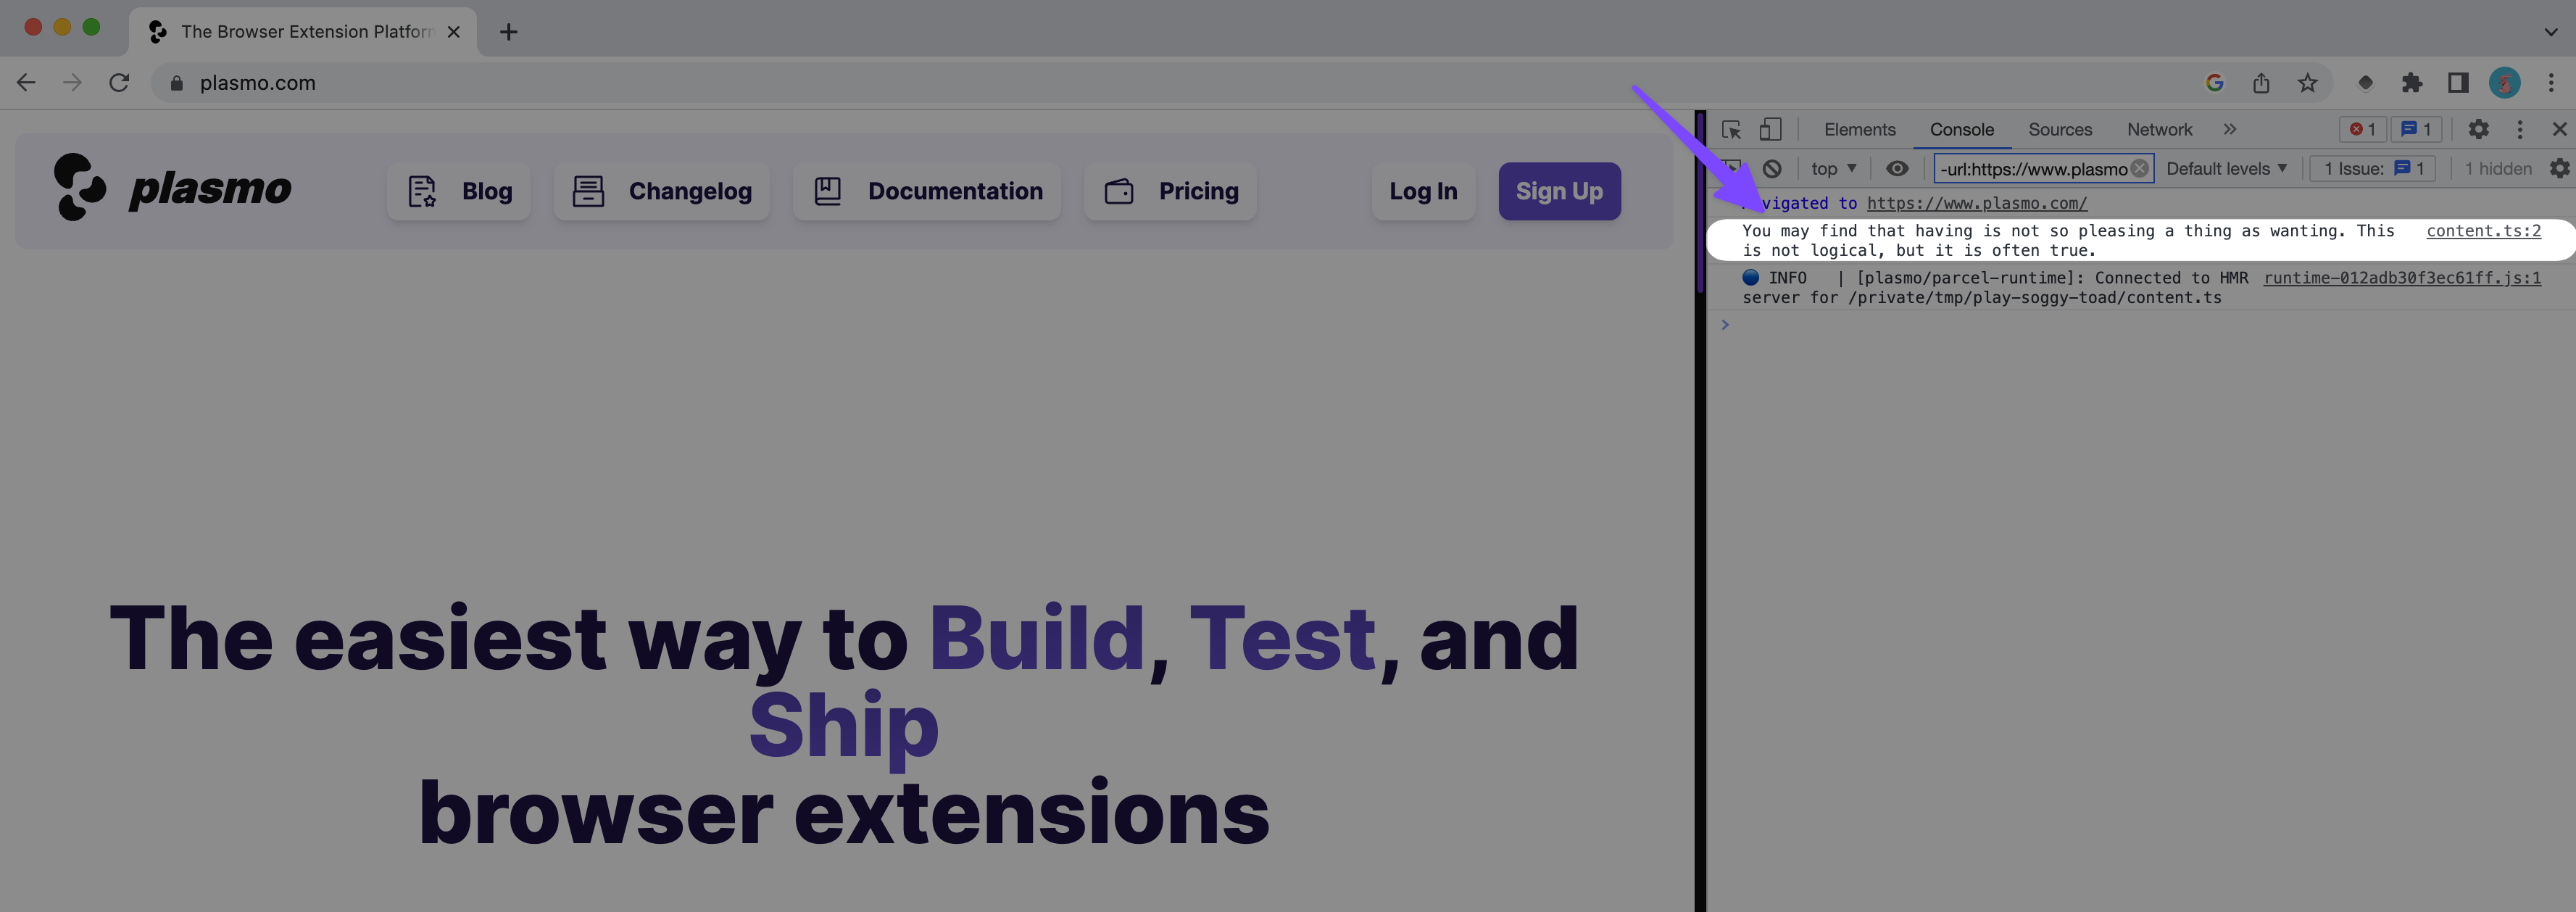 The Browser Extension Platform
plasmo.com
plasmo
Blog
Changelog
Documentation
Pricing
Log In
Sign Up
The easiest way to Build, Test, and
Ship
browser extensions
Elements
Console
Sources
Network
1
1
top
-url:https://www.plasmo
Default levels
1 Issue:
1
1 hidden
to https://www.plasmo.com/
You may find that having is not so pleasing a thing as wanting. This content.ts:2
is not logical, but it is often true.
INFO | [plasmo/parcel-runtime]: Connected to HMR runtime-012adb30f3ec61ff.js:1
server for /private/tmp/play-soggy-toad/content.ts